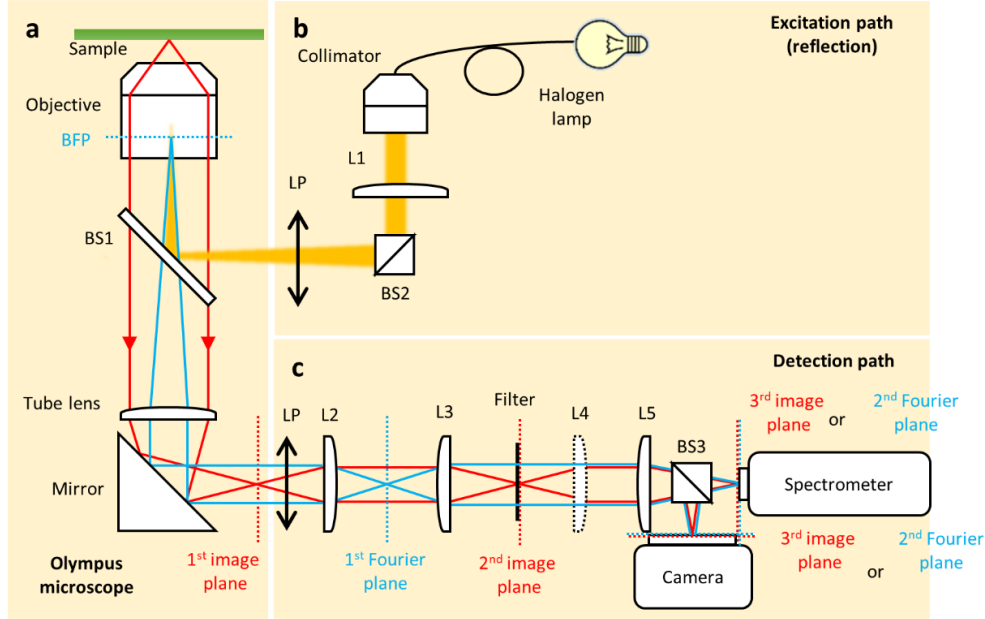 a
Sample
Objective
BFP
BS1
Tube lens
Mirror
Olympus
microscope
b
Excitation path
(reflection)
Collimator
Halogen
lamp
L1
LP
BS2
c
Detection path
LP
L2
L3
Filter
L4
L5
BS3
3rd image
plane
or
2nd Fourier
plane
Spectrometer
1st image
plane
1st Fourier
plane
2nd image
plane
Camera
3rd image
plane
or
2nd Fourier
plane